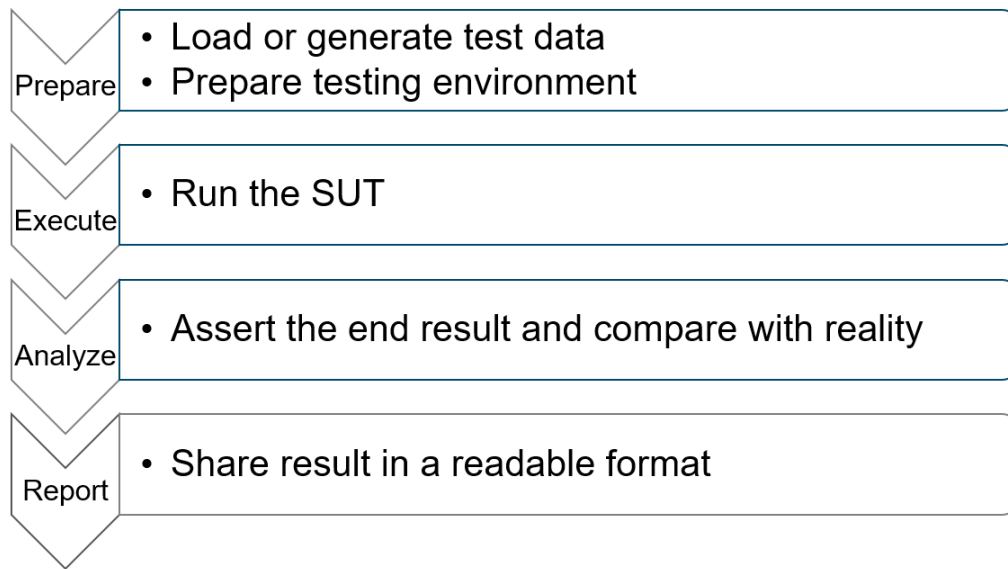 Prepare
• Load or generate test data
• Prepare testing environment
Execute
• Run the SUT
Analyze
• Assert the end result and compare with reality
Report
• Share result in a readable format